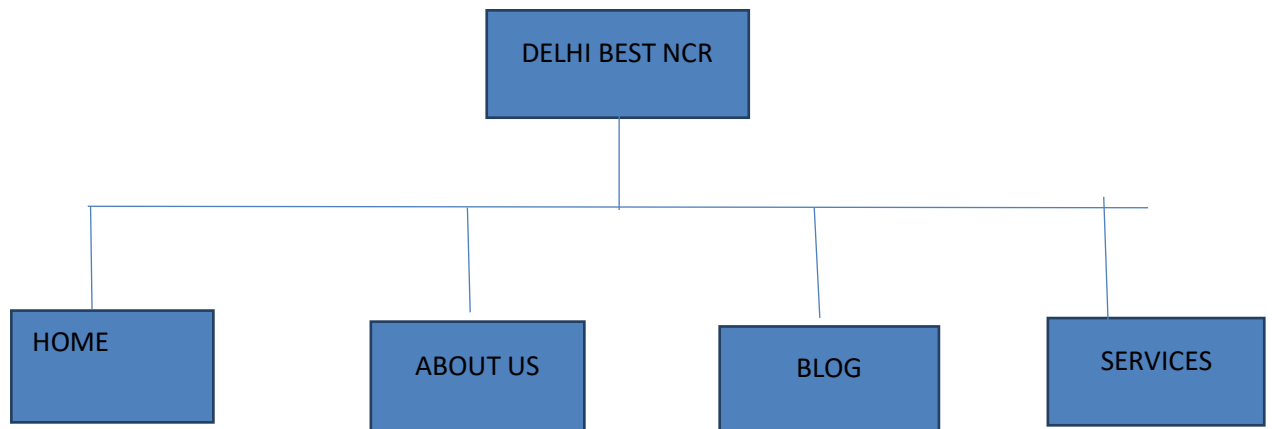 DELHI BEST NCR
HOME
ABOUT US
BLOG
SERVICES